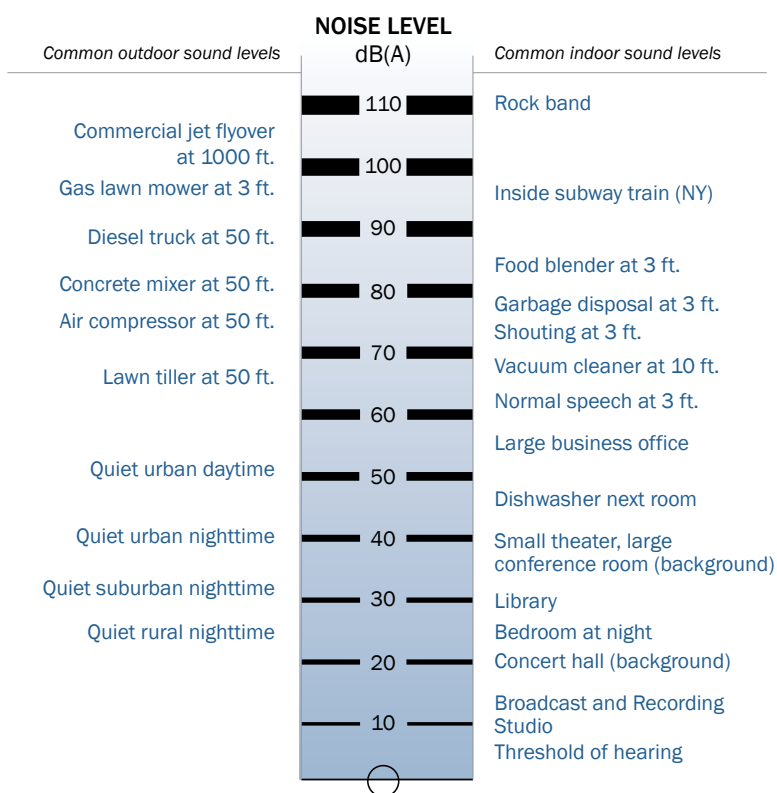 NOISE LEVEL
Common outdoor sound levels
dB(A)
Common indoor sound levels
110
Rock band
Commercial jet flyover
at 1000 ft.
100
Gas lawn mower at 3 ft.
Inside subway train (NY)
90
Diesel truck at 50 ft.
Food blender at 3 ft.
Concrete mixer at 50 ft.
80
Garbage disposal at 3 ft.
Air compressor at 50 ft.
Shouting at 3 ft.
70
Vacuum cleaner at 10 ft.
Lawn tiller at 50 ft.
Normal speech at 3 ft.
60
Large business office
Quiet urban daytime
50
Dishwasher next room
Quiet urban nighttime
40
Small theater, large
conference room (background)
Quiet suburban nighttime
30
Library
Quiet rural nighttime
Bedroom at night
20
Concert hall (background)
Broadcast and Recording
Studio
10
Threshold of hearing